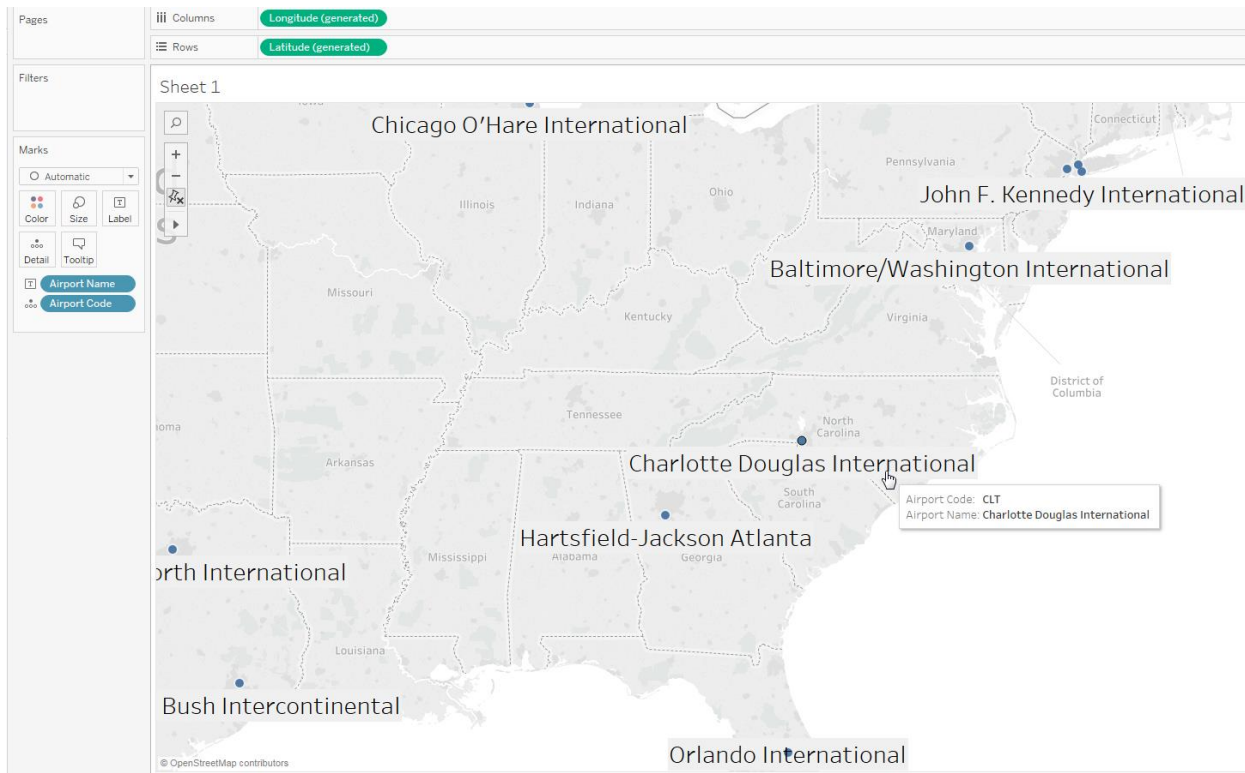 Pages
Columns
Longitude (generated)
Rows
Latitude (generated)
Filters
Sheet 1
Marks
Automatic
Color
Size
Label
Detail
Tooltip
Airport Name
Airport Code
Chicago O'Hare International
Connecticut
Pennsylvania
Ohio
Illinois
Indiana
John F. Kennedy International
Maryland
Baltimore/Washington International
Missouri
Kentucky
Virginia
District of
Columbia
Tennessee
North
Carolina
oma
Arkansas
Charlotte Douglas International
South
Carolina
Airport Code: CLT
Airport Name: Charlotte Douglas International
Hartsfield-Jackson Atlanta
Mississippi
Alabama
Georgia
orth International
Louisiana
Bush Intercontinental
Orlando International
© OpenStreetMap contributors